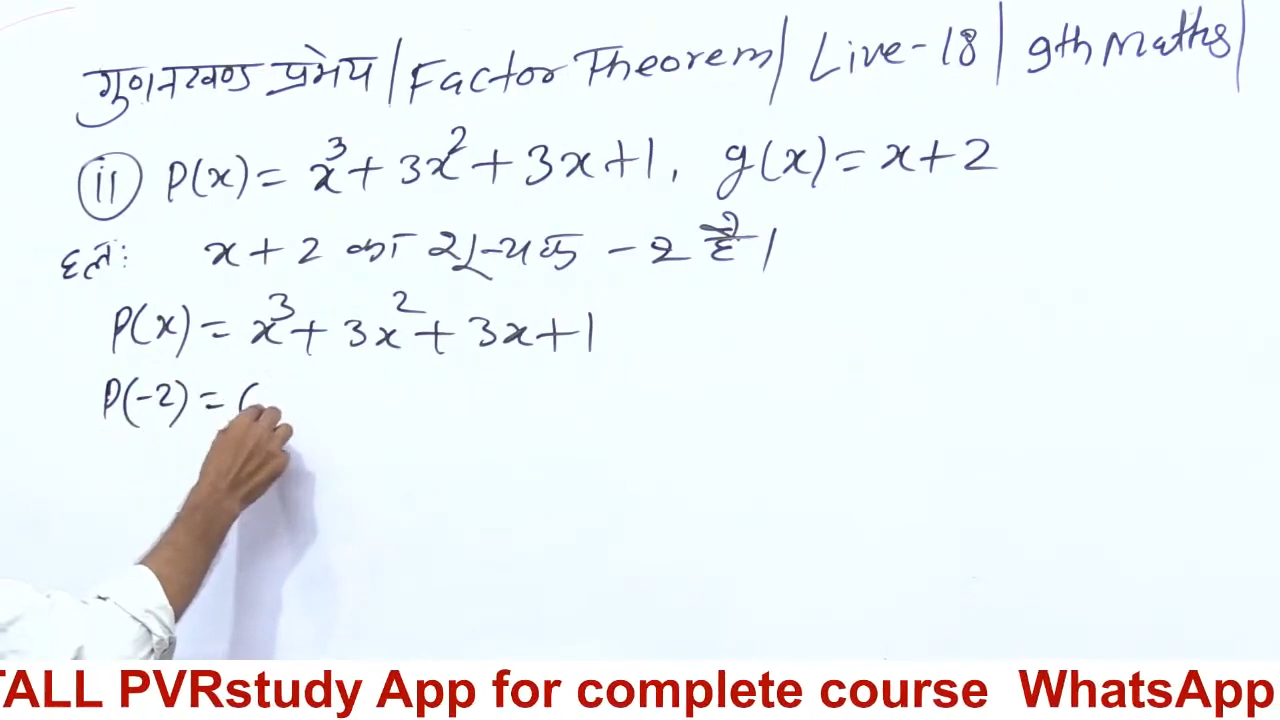 गुणनखण्ड प्रमेय | Factor Theorem | Live-18 | 9th Maths |
(ii) P(x) = x³ + 3x² + 3x + 1, g(x) = x + 2
हल: x + 2 का शून्यक - 2 है।
P(x) = x³ + 3x² + 3x + 1
P(-2) = (
TALL PVRstudy App for complete course WhatsApp